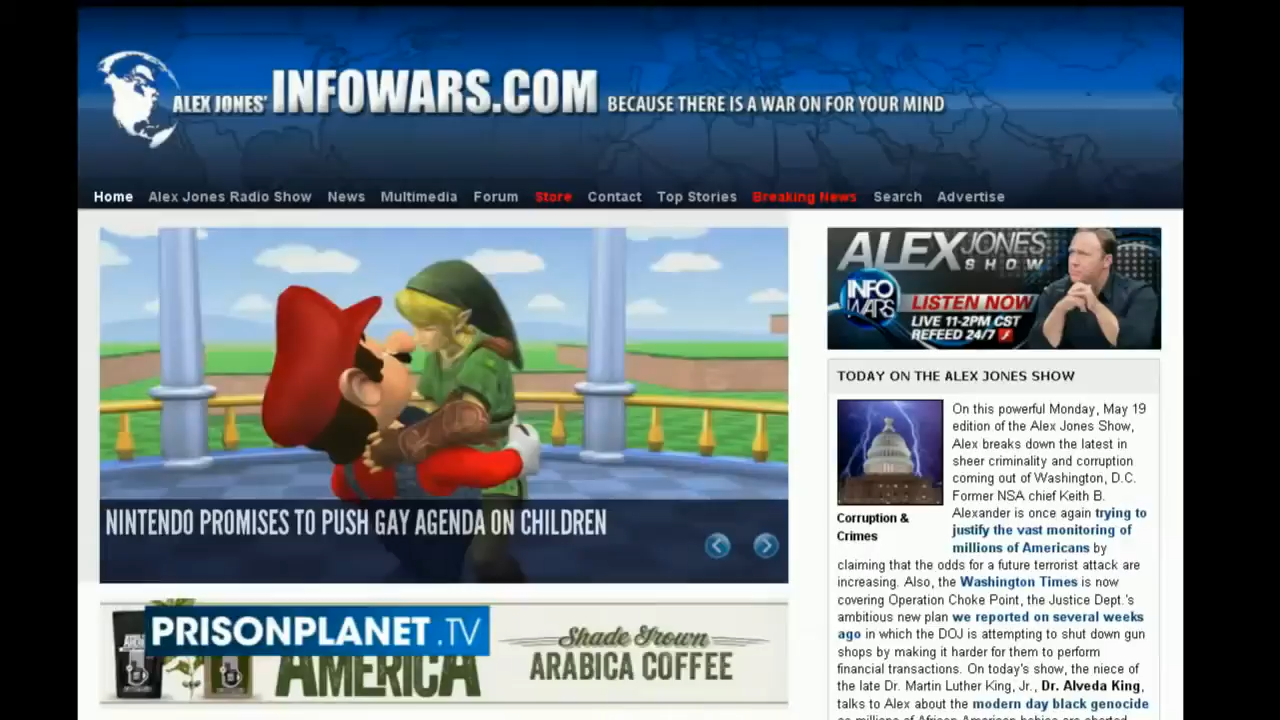 ALEX JONES' INFOWARS.COM BECAUSE THERE IS A WAR ON FOR YOUR MIND
Home Alex Jones Radio Show News Multimedia Forum Store Contact Top Stories Breaking News Search Advertise
NINTENDO PROMISES TO PUSH GAY AGENDA ON CHILDREN
PRISONPLANET.TV
AMERICA
Shade Grown
ARABICA COFFEE
ALEX JONES
SHOW
INFO
WARS
LISTEN NOW
LIVE 11-2PM CST
REFEED 24/7
TODAY ON THE ALEX JONES SHOW
Corruption &
Crimes
On this powerful Monday, May 19
edition of the Alex Jones Show,
Alex breaks down the latest in
sheer criminality and corruption
coming out of Washington, D.C.
Former NSA chief Keith B.
Alexander is once again trying to
justify the vast monitoring of
millions of Americans by
claiming that the odds for a future terrorist attack are
increasing. Also, the Washington Times is now
covering Operation Choke Point, the Justice Dept.'s
ambitious new plan we reported on several weeks
ago in which the DOJ is attempting to shut down gun
shops by making it harder for them to perform
financial transactions. On today's show, the niece of
the late Dr. Martin Luther King, Jr., Dr. Alveda King,
talks to Alex about the modern day black genocide